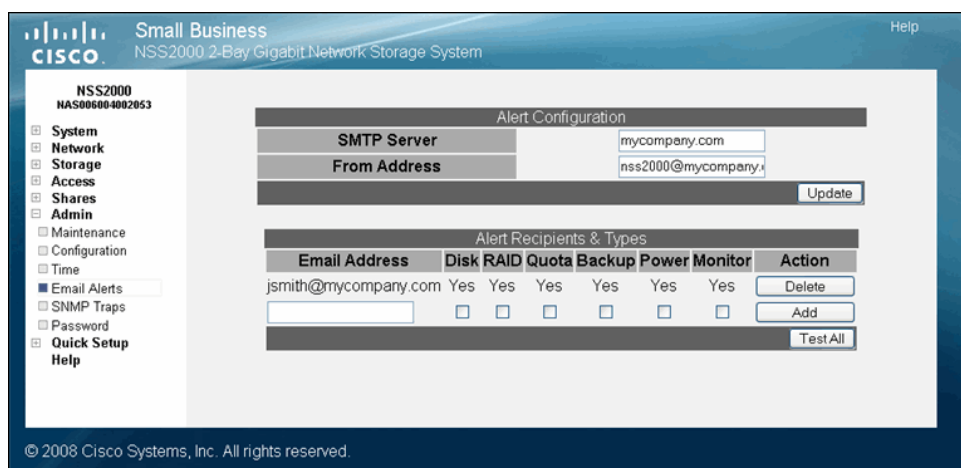 Small Business
Help
CISCO
NSS2000 2-Bay Gigabit Network Storage System
NSS2000
NAS006004002053
System
Network
Storage
Access
Shares
Admin
Maintenance
Configuration
Time
Email Alerts
SNMP Traps
Password
Quick Setup
Help
Alert Configuration
SMTP Server mycompany.com
From Address nss2000@mycompany.
Update
Alert Recipients & Types
Email Address Disk RAID Quota Backup Power Monitor Action
jsmith@mycompany.com Yes Yes Yes Yes Yes Yes Delete
Add
Test All
© 2008 Cisco Systems, Inc. All rights reserved.